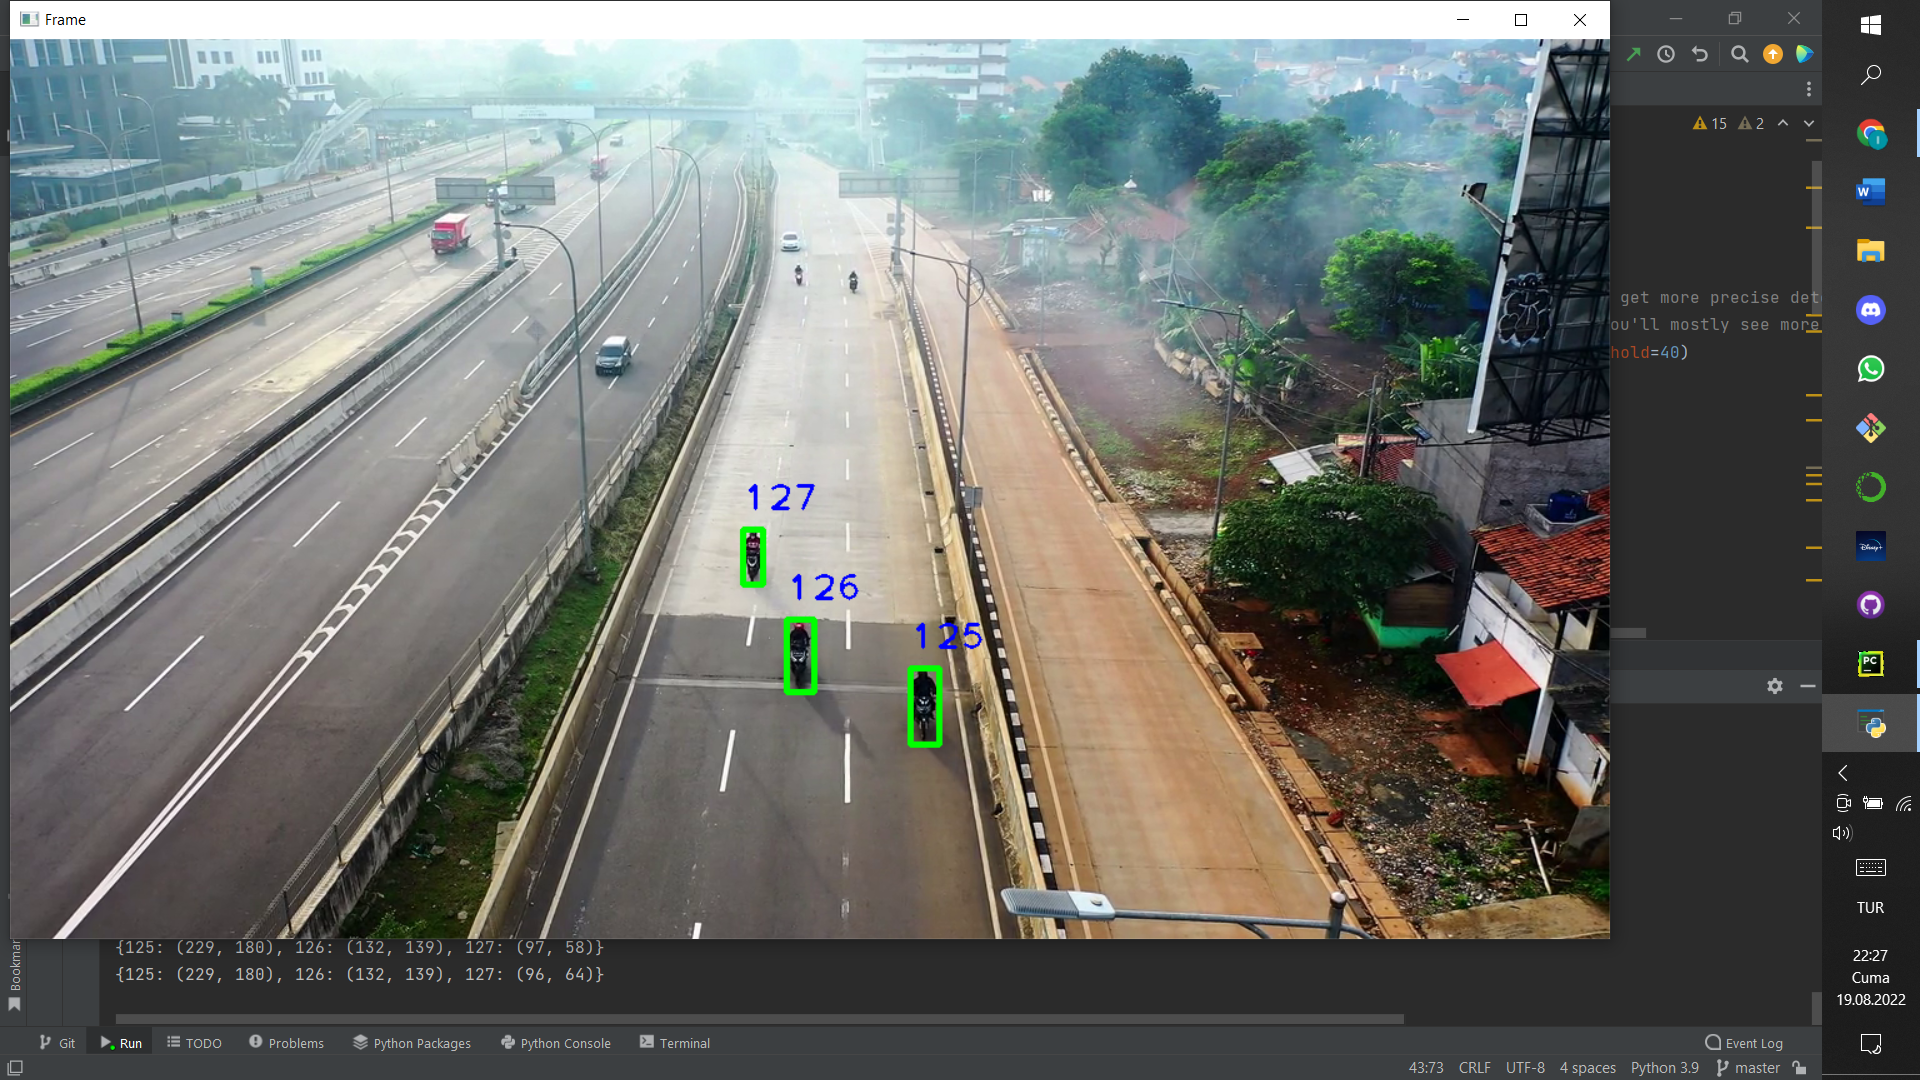 Frame
15 2
get more precise det
ou'll mostly see more
hold=40)
127
126
125
{125: (229, 180), 126: (132, 139), 127: (97, 58)}
{125: (229, 180), 126: (132, 139), 127: (96, 64)}
Bookmar
Git
Run
TODO
Problems
Python Packages
Python Console
Terminal
Event Log
43:73 CRLF UTF-8 4 spaces Python 3.9 master
W
Disney+
PC
TUR
22:27
Cuma
19.08.2022